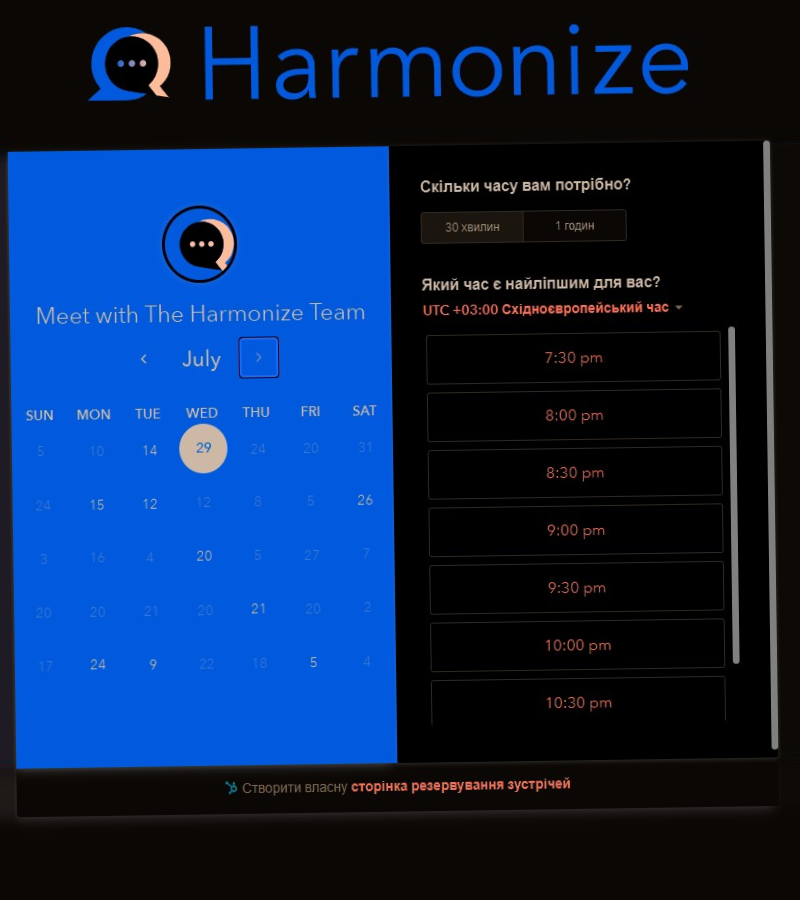 Harmonize
Meet with The Harmonize Team
July
SUN MON TUE WED THU FRI SAT
5 10 14 29 24 20 31
24 15 12 12 8 5 26
3 16 4 20 5 27 7
20 20 21 20 21 20 2
17 24 9 22 18 5 4
Скільки часу вам потрібно?
30 хвилин 1 годин
Який час є найліпшим для вас?
UTC +03:00 Східноєвропейський час
7:30 pm
8:00 pm
8:30 pm
9:00 pm
9:30 pm
10:00 pm
10:30 pm
Створити власну сторінка резервування зустрічей